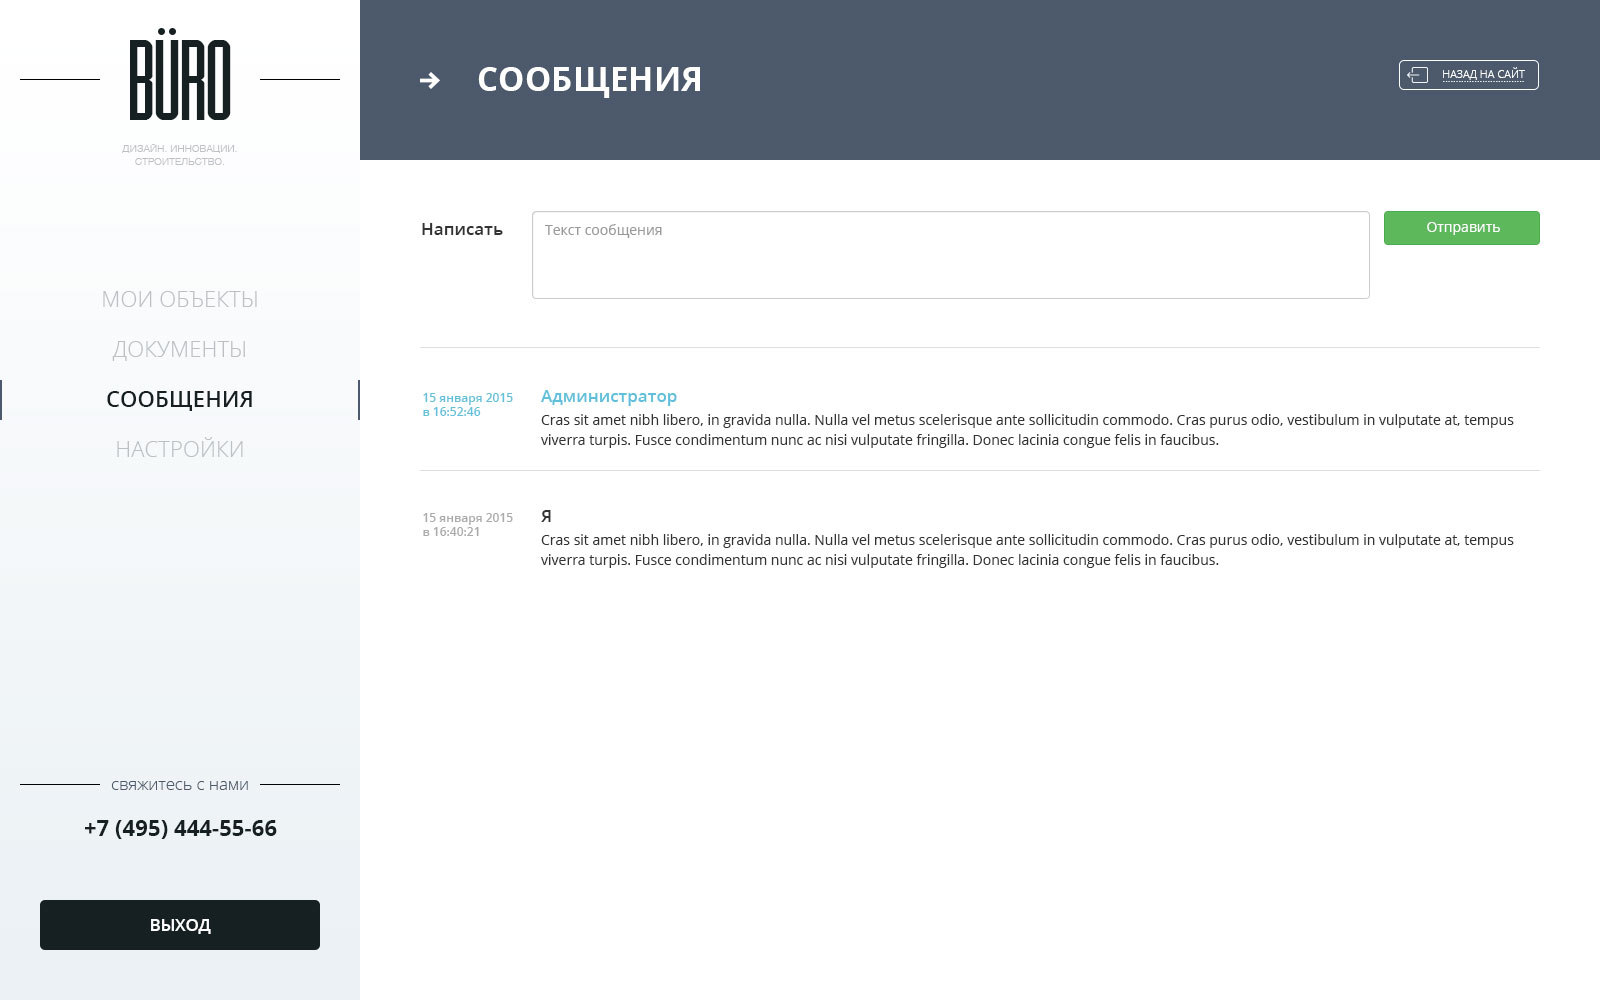 BÜRO
ДИЗАЙН. ИННОВАЦИИ.
СТРОИТЕЛЬСТВО.
МОИ ОБЪЕКТЫ
ДОКУМЕНТЫ
СООБЩЕНИЯ
НАСТРОЙКИ
свяжитесь с нами
+7 (495) 444-55-66
ВЫХОД
СООБЩЕНИЯ
НАЗАД НА САЙТ
Написать
Текст сообщения
Отправить
15 января 2015
в 16:52:46
Администратор
Cras sit amet nibh libero, in gravida nulla. Nulla vel metus scelerisque ante sollicitudin commodo. Cras purus odio, vestibulum in vulputate at, tempus
viverra turpis. Fusce condimentum nunc ac nisi vulputate fringilla. Donec lacinia congue felis in faucibus.
15 января 2015
в 16:40:21
Я
Cras sit amet nibh libero, in gravida nulla. Nulla vel metus scelerisque ante sollicitudin commodo. Cras purus odio, vestibulum in vulputate at, tempus
viverra turpis. Fusce condimentum nunc ac nisi vulputate fringilla. Donec lacinia congue felis in faucibus.